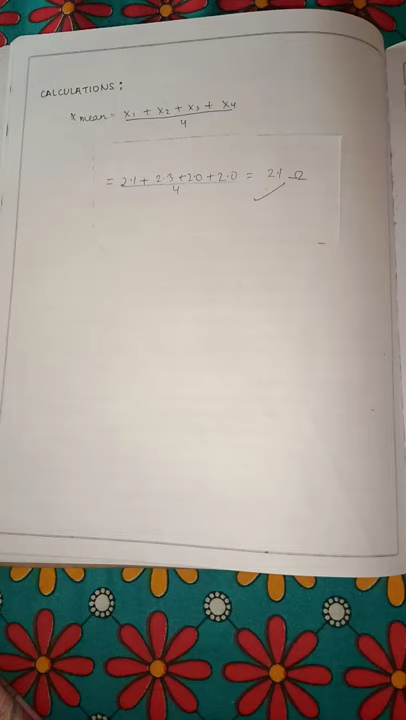 CALCULATIONS:
X mean = x₁ + x₂ + x₃ + x₄
4
= 2.1 + 2.3 + 2.0 + 2.0 = 2.1 Ω
4